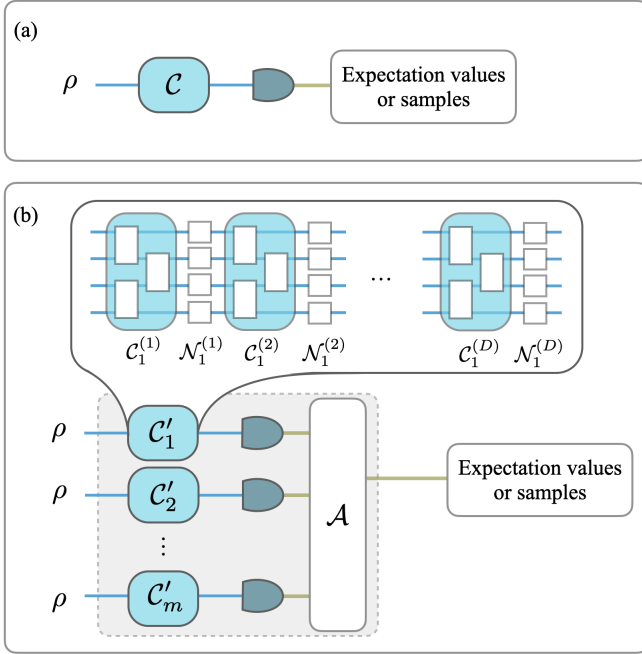 (a)
ρ
𝒞
Expectation values
or samples
(b)
...
𝒞₁⁽¹⁾ 𝒩₁⁽¹⁾ 𝒞₁⁽²⁾ 𝒩₁⁽²⁾ 𝒞₁⁽ᴰ⁾ 𝒩₁⁽ᴰ⁾
ρ 𝒞′₁
ρ 𝒞′₂
⋮
ρ 𝒞′ₘ
𝒜
Expectation values
or samples